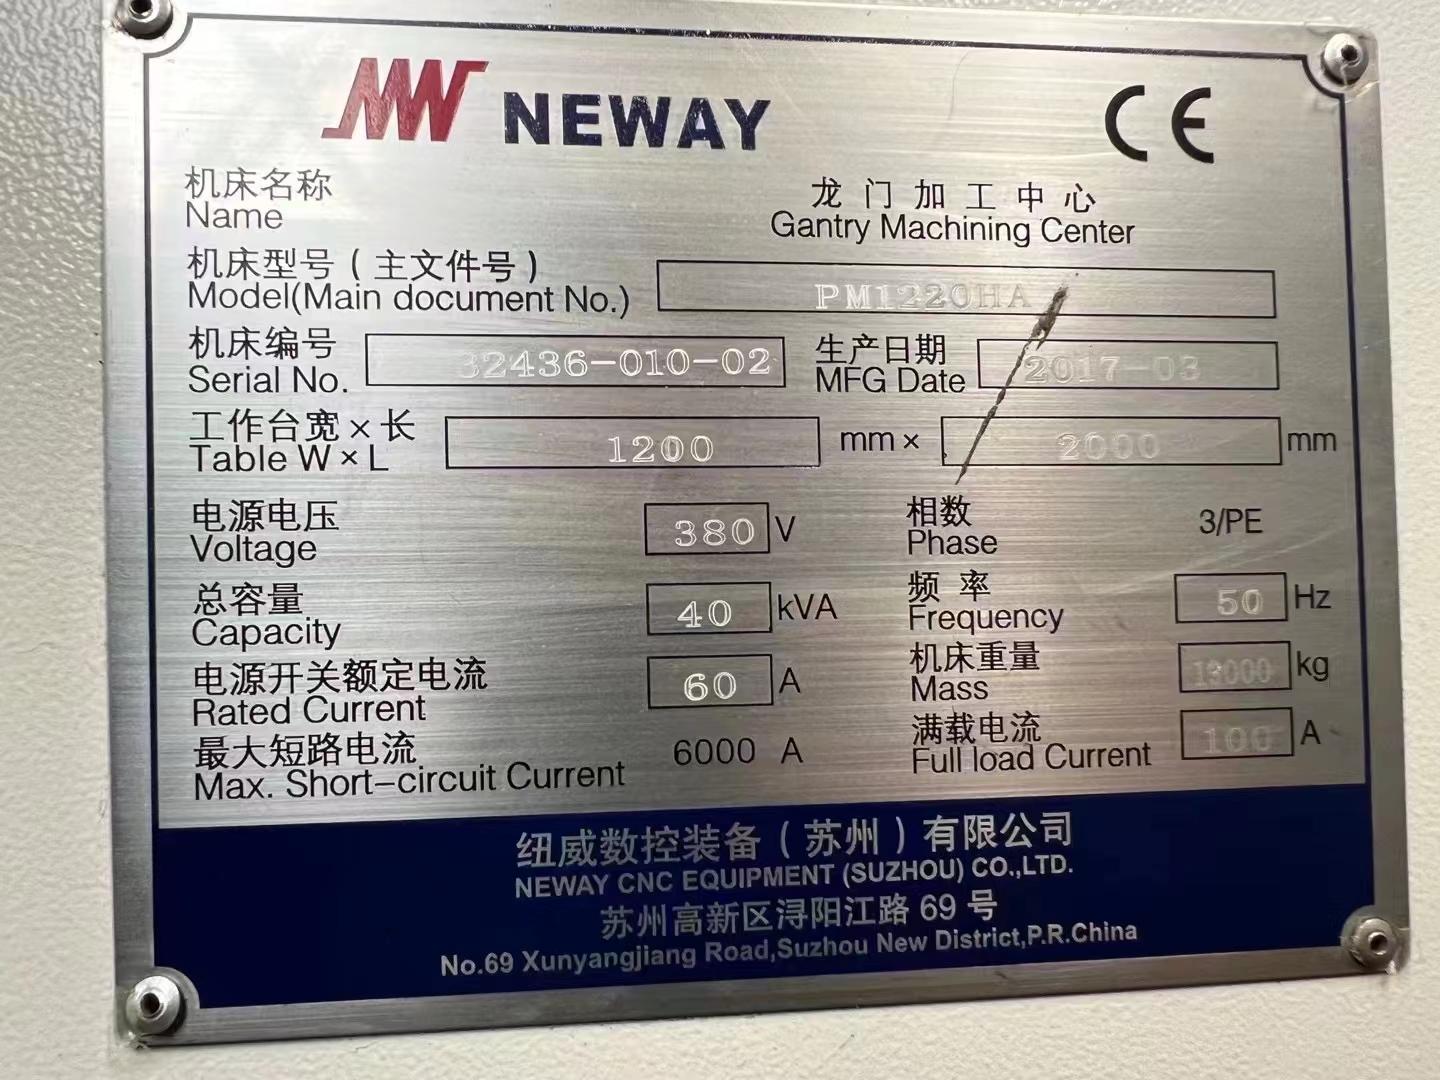 NEWAY CE
机床名称 龙门加工中心
Name Gantry Machining Center
机床型号(主文件号)
Model(Main document No.) PM1220HA
机床编号 生产日期
Serial No. 32436-010-02 MFG Date 2017-03
工作台宽×长
Table W×L 1200 mm× 2000 mm
电源电压 相数
Voltage 380 V Phase 3/PE
总容量 频率
Capacity 40 kVA Frequency 50 Hz
电源开关额定电流 机床重量
Rated Current 60 A Mass kg
最大短路电流 满载电流
Max. Short-circuit Current 6000 A Full load Current 100 A
纽威数控装备(苏州)有限公司
NEWAY CNC EQUIPMENT (SUZHOU) CO.,LTD.
苏州高新区浔阳江路 69 号
No.69 Xunyangjiang Road,Suzhou New District,P.R.China